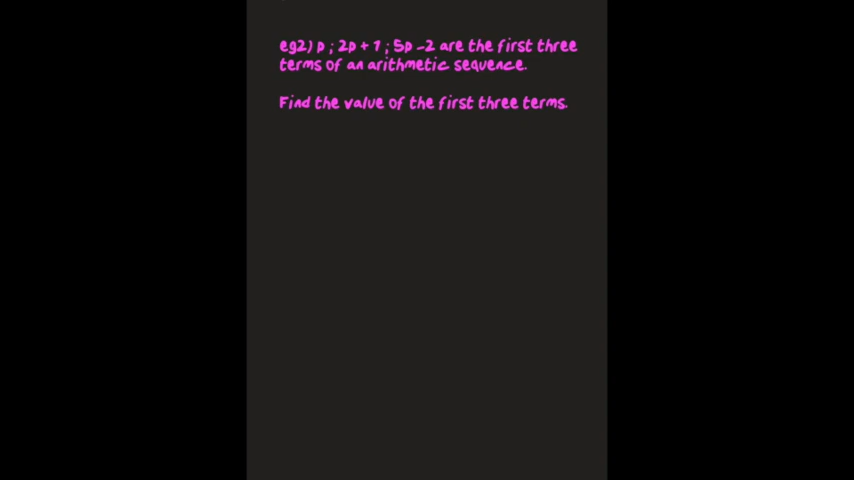 eg2) p ; 2p + 1 ; 5p - 2 are the first three
terms of an arithmetic sequence.
Find the value of the first three terms.